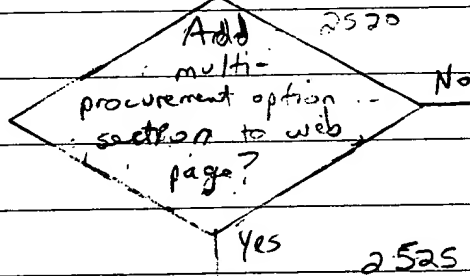 2520
Add
multi-
procurement option
section to web
page?
No
Yes
2525